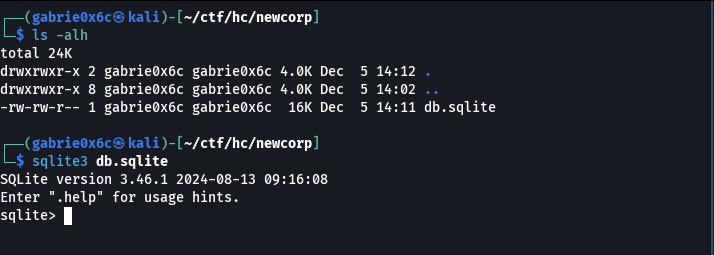 ┌──(gabrie0x6c㉿kali)-[~/ctf/hc/newcorp]
└─$ ls -alh
total 24K
drwxrwxr-x 2 gabrie0x6c gabrie0x6c 4.0K Dec  5 14:12 .
drwxrwxr-x 8 gabrie0x6c gabrie0x6c 4.0K Dec  5 14:02 ..
-rw-rw-r-- 1 gabrie0x6c gabrie0x6c  16K Dec  5 14:11 db.sqlite
┌──(gabrie0x6c㉿kali)-[~/ctf/hc/newcorp]
└─$ sqlite3 db.sqlite
SQLite version 3.46.1 2024-08-13 09:16:08
Enter ".help" for usage hints.
sqlite>